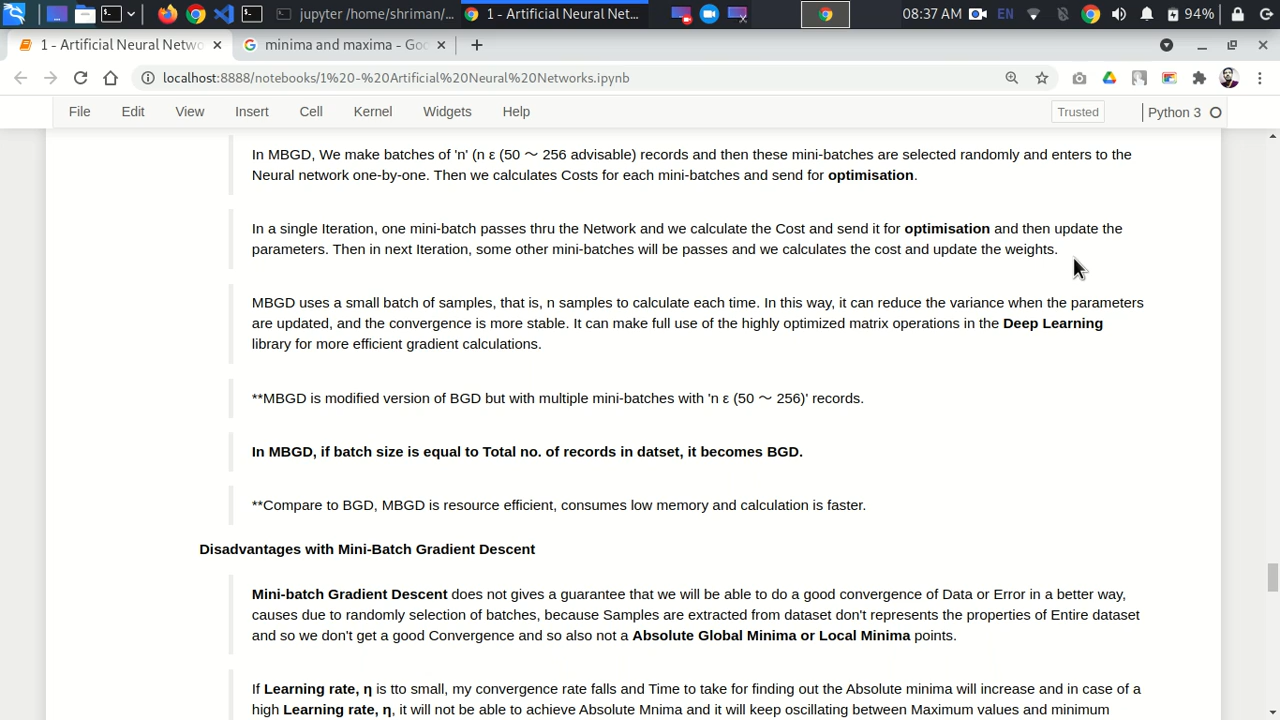 jupyter /home/shriman/...
1 - Artificial Neural Net...
08:37 AM
EN
94%
1 - Artificial Neural Netwo
minima and maxima - Goo
localhost:8888/notebooks/1%20-%20Artificial%20Neural%20Networks.ipynb
File Edit View Insert Cell Kernel Widgets Help
Trusted
Python 3
In MBGD, We make batches of 'n' (n ε (50 ～ 256 advisable) records and then these mini-batches are selected randomly and enters to the
Neural network one-by-one. Then we calculates Costs for each mini-batches and send for optimisation.
In a single Iteration, one mini-batch passes thru the Network and we calculate the Cost and send it for optimisation and then update the
parameters. Then in next Iteration, some other mini-batches will be passes and we calculates the cost and update the weights.
MBGD uses a small batch of samples, that is, n samples to calculate each time. In this way, it can reduce the variance when the parameters
are updated, and the convergence is more stable. It can make full use of the highly optimized matrix operations in the Deep Learning
library for more efficient gradient calculations.
**MBGD is modified version of BGD but with multiple mini-batches with 'n ε (50 ～ 256)' records.
In MBGD, if batch size is equal to Total no. of records in datset, it becomes BGD.
**Compare to BGD, MBGD is resource efficient, consumes low memory and calculation is faster.
Disadvantages with Mini-Batch Gradient Descent
Mini-batch Gradient Descent does not gives a guarantee that we will be able to do a good convergence of Data or Error in a better way,
causes due to randomly selection of batches, because Samples are extracted from dataset don't represents the properties of Entire dataset
and so we don't get a good Convergence and so also not a Absolute Global Minima or Local Minima points.
If Learning rate, η is tto small, my convergence rate falls and Time to take for finding out the Absolute minima will increase and in case of a
high Learning rate, η, it will not be able to achieve Absolute Mnima and it will keep oscillating between Maximum values and minimum